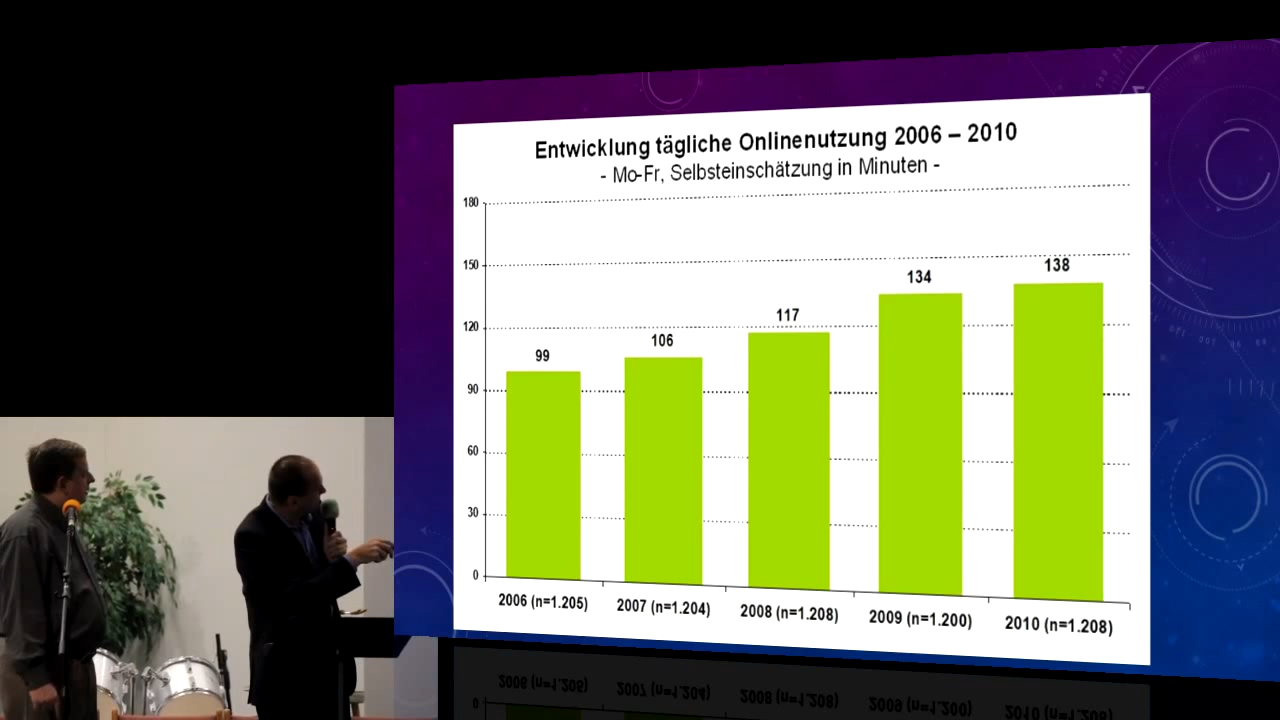 Entwicklung tägliche Onlinenutzung 2006 – 2010
- Mo-Fr, Selbsteinschätzung in Minuten -
180
150
120
90
60
30
0
99
106
117
134
138
2006 (n=1.205)
2007 (n=1.204)
2008 (n=1.208)
2009 (n=1.200)
2010 (n=1.208)